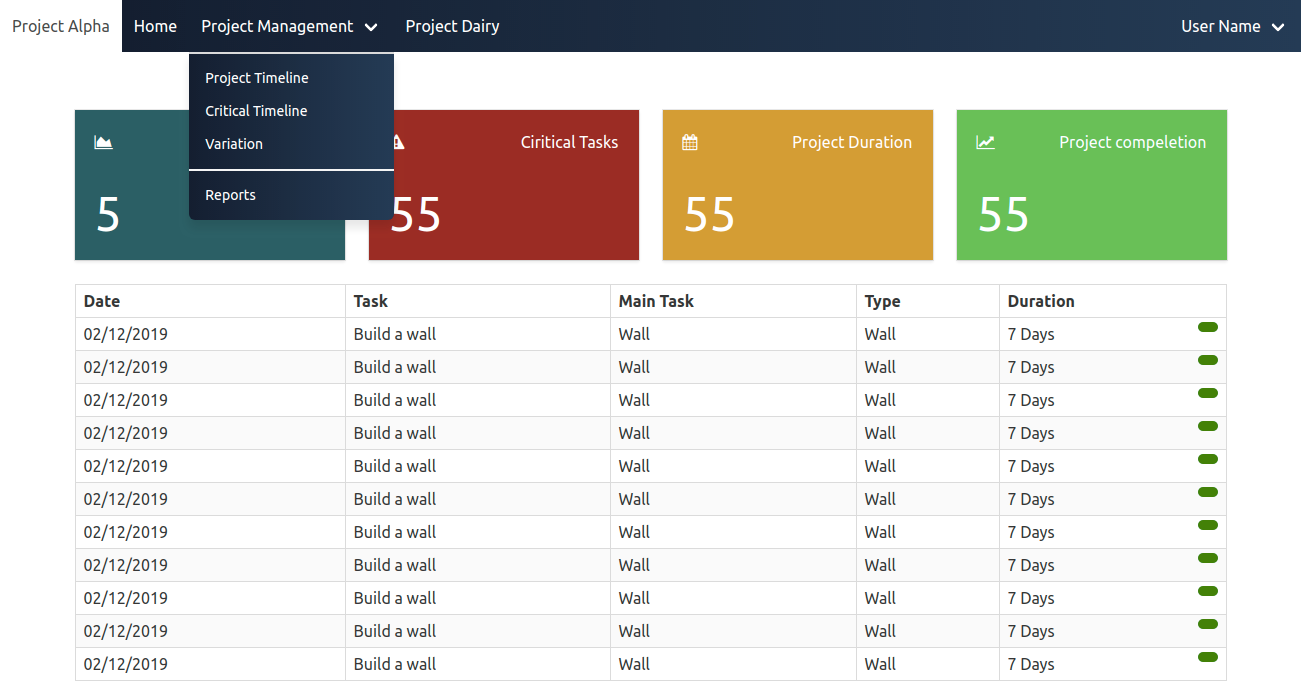 Project Alpha Home Project Management Project Dairy User Name
Project Timeline
Critical Timeline
Variation
Reports
Ciritical Tasks
Project Duration
Project compeletion
5
55
55
55
Date Task Main Task Type Duration
02/12/2019 Build a wall Wall Wall 7 Days
02/12/2019 Build a wall Wall Wall 7 Days
02/12/2019 Build a wall Wall Wall 7 Days
02/12/2019 Build a wall Wall Wall 7 Days
02/12/2019 Build a wall Wall Wall 7 Days
02/12/2019 Build a wall Wall Wall 7 Days
02/12/2019 Build a wall Wall Wall 7 Days
02/12/2019 Build a wall Wall Wall 7 Days
02/12/2019 Build a wall Wall Wall 7 Days
02/12/2019 Build a wall Wall Wall 7 Days
02/12/2019 Build a wall Wall Wall 7 Days